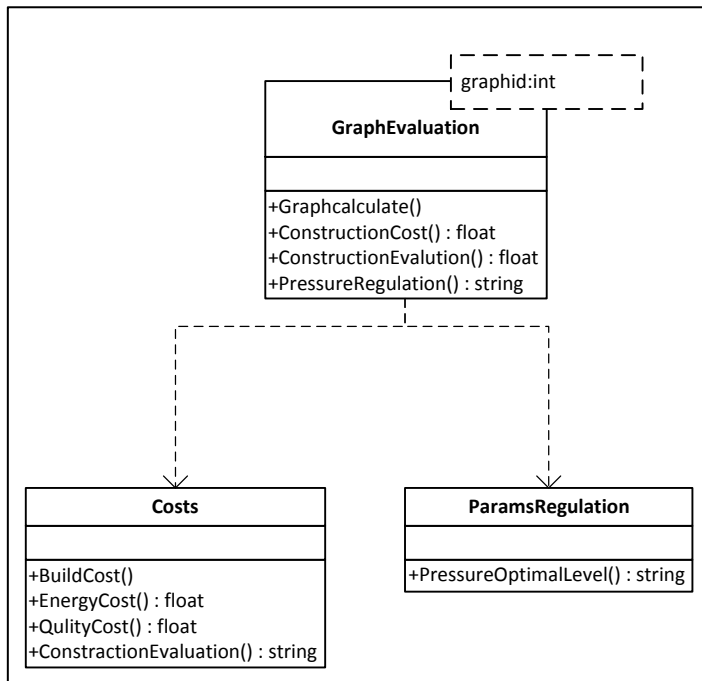 graphid:int
GraphEvaluation
+Graphcalculate()
+ConstructionCost() : float
+ConstructionEvalution() : float
+PressureRegulation() : string
Costs
+BuildCost()
+EnergyCost() : float
+QulityCost() : float
+ConstractionEvaluation() : string
ParamsRegulation
+PressureOptimalLevel() : string